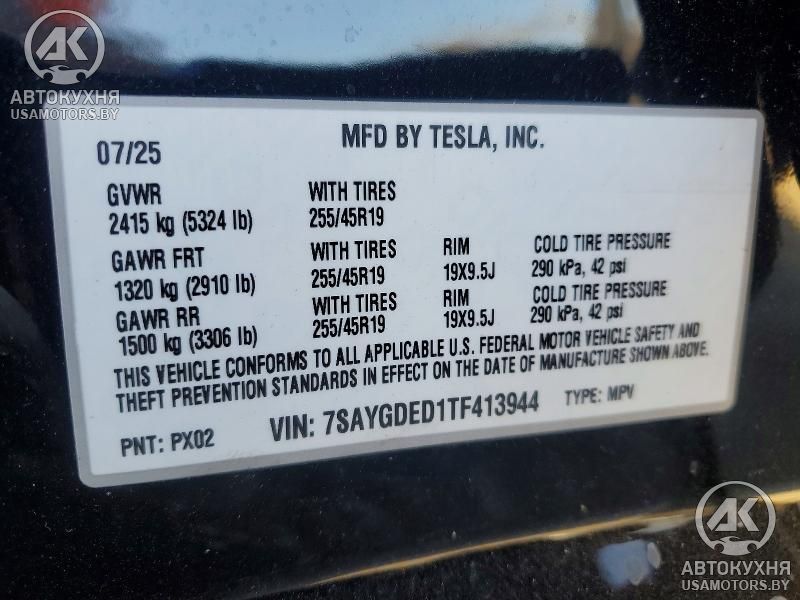 АК
АВТОКУХНЯ
USAMOTORS.BY
MFD BY TESLA, INC.
07/25
GVWR WITH TIRES
2415 kg (5324 lb) 255/45R19
GAWR FRT WITH TIRES RIM COLD TIRE PRESSURE
1320 kg (2910 lb) 255/45R19 19X9.5J 290 kPa, 42 psi
GAWR RR WITH TIRES RIM COLD TIRE PRESSURE
1500 kg (3306 lb) 255/45R19 19X9.5J 290 kPa, 42 psi
THIS VEHICLE CONFORMS TO ALL APPLICABLE U.S. FEDERAL MOTOR VEHICLE SAFETY AND
THEFT PREVENTION STANDARDS IN EFFECT ON THE DATE OF MANUFACTURE SHOWN ABOVE.
PNT: PX02 VIN: 7SAYGDED1TF413944 TYPE: MPV
АК
АВТОКУХНЯ
USAMOTORS.BY